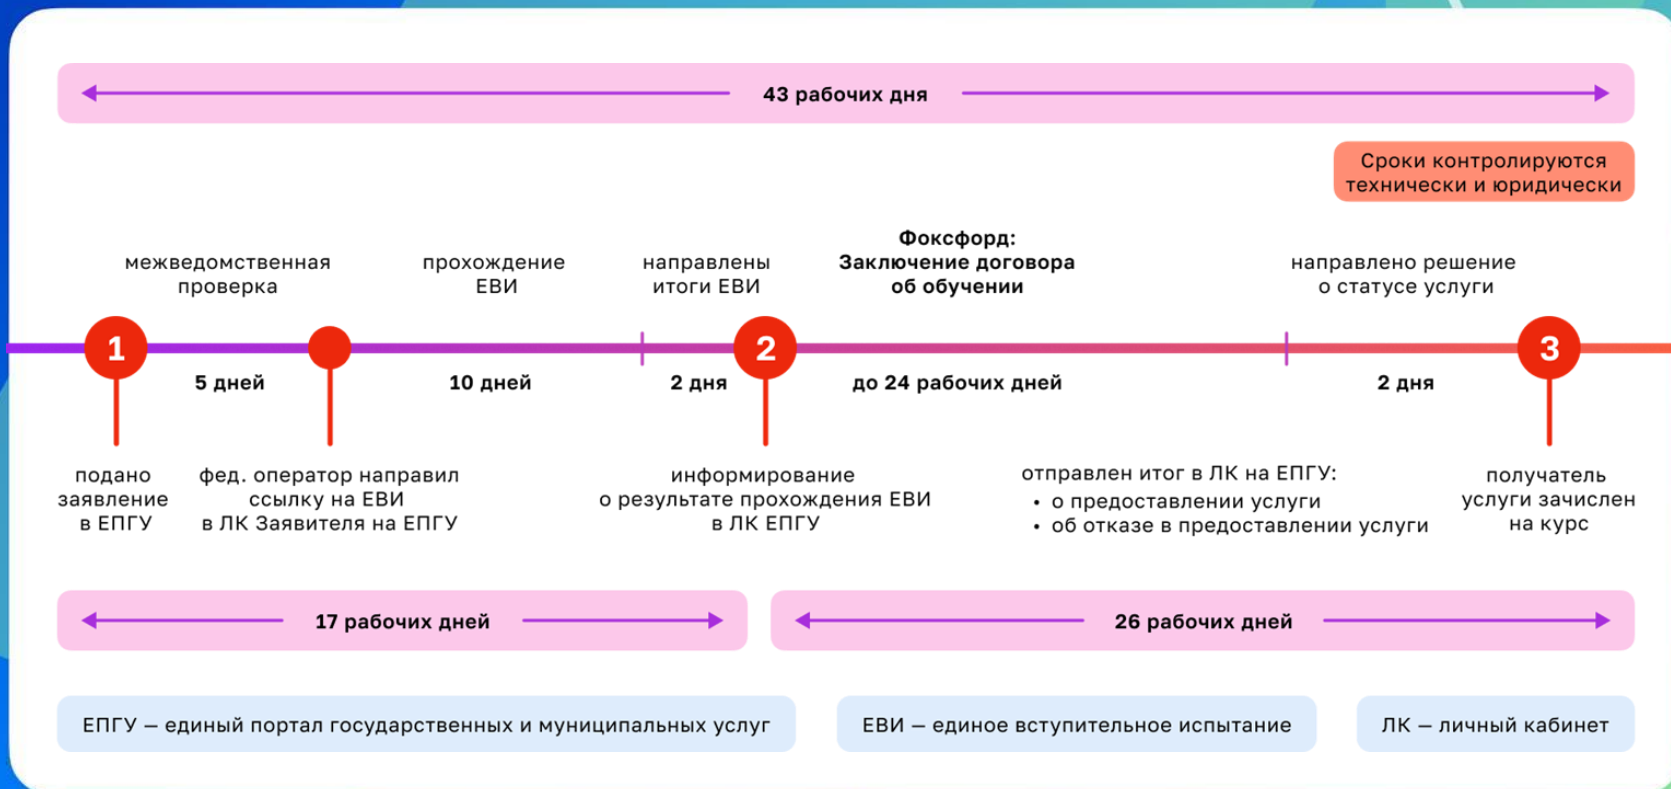 43 рабочих дня
Сроки контролируются
технически и юридически
межведомственная
проверка
прохождение
ЕВИ
направлены
итоги ЕВИ
Фоксфорд:
Заключение договора
об обучении
направлено решение
о статусе услуги
1
2
3
5 дней
10 дней
2 дня
до 24 рабочих дней
2 дня
подано
заявление
в ЕПГУ
фед. оператор направил
ссылку на ЕВИ
в ЛК Заявителя на ЕПГУ
информирование
о результате прохождения ЕВИ
в ЛК ЕПГУ
отправлен итог в ЛК на ЕПГУ:
• о предоставлении услуги
• об отказе в предоставлении услуги
получатель
услуги зачислен
на курс
17 рабочих дней
26 рабочих дней
ЕПГУ — единый портал государственных и муниципальных услуг
ЕВИ — единое вступительное испытание
ЛК — личный кабинет